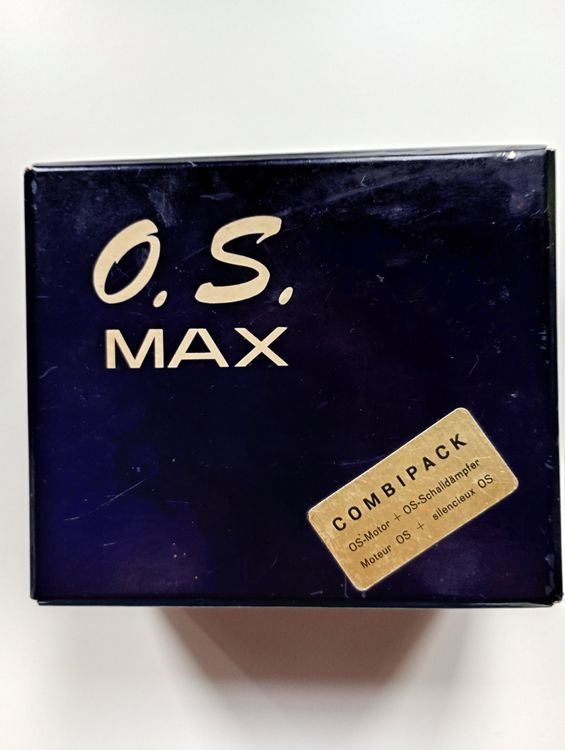 O.S.
MAX
COMBIPACK
OS-Motor + OS-Schalldämpfer
Moteur OS + silencieux OS